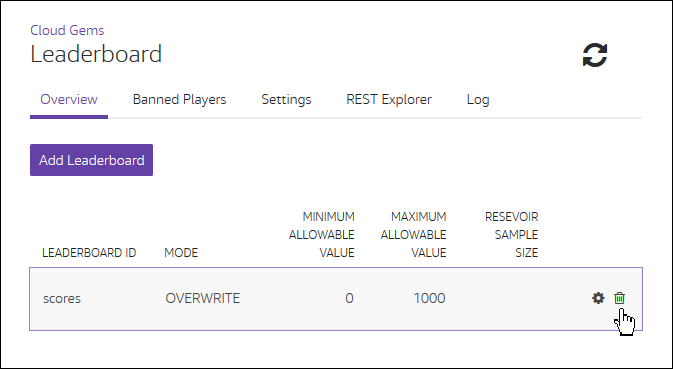 Cloud Gems
Leaderboard
Overview Banned Players Settings REST Explorer Log
Add Leaderboard
LEADERBOARD ID MODE MINIMUM ALLOWABLE VALUE MAXIMUM ALLOWABLE VALUE RESEVOIR SAMPLE SIZE
scores OVERWRITE 0 1000